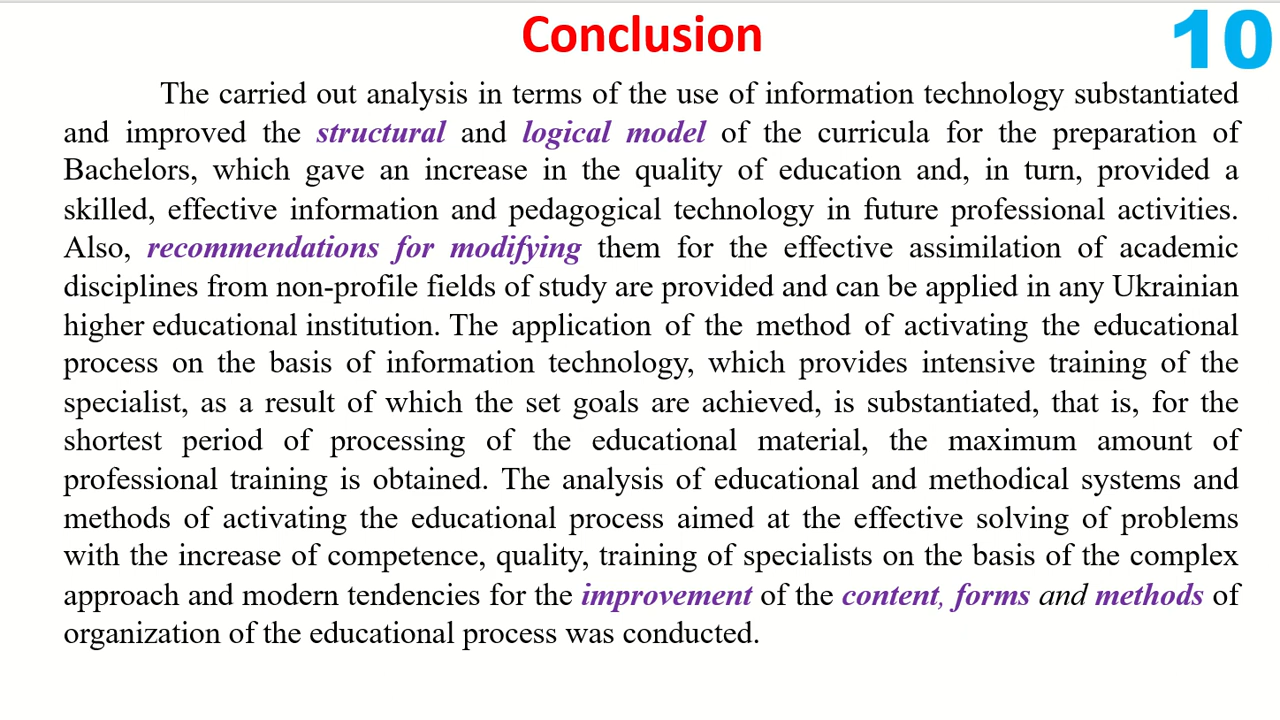 Conclusion
10
The carried out analysis in terms of the use of information technology substantiated
and improved the structural and logical model of the curricula for the preparation of
Bachelors, which gave an increase in the quality of education and, in turn, provided a
skilled, effective information and pedagogical technology in future professional activities.
Also, recommendations for modifying them for the effective assimilation of academic
disciplines from non-profile fields of study are provided and can be applied in any Ukrainian
higher educational institution. The application of the method of activating the educational
process on the basis of information technology, which provides intensive training of the
specialist, as a result of which the set goals are achieved, is substantiated, that is, for the
shortest period of processing of the educational material, the maximum amount of
professional training is obtained. The analysis of educational and methodical systems and
methods of activating the educational process aimed at the effective solving of problems
with the increase of competence, quality, training of specialists on the basis of the complex
approach and modern tendencies for the improvement of the content, forms and methods of
organization of the educational process was conducted.